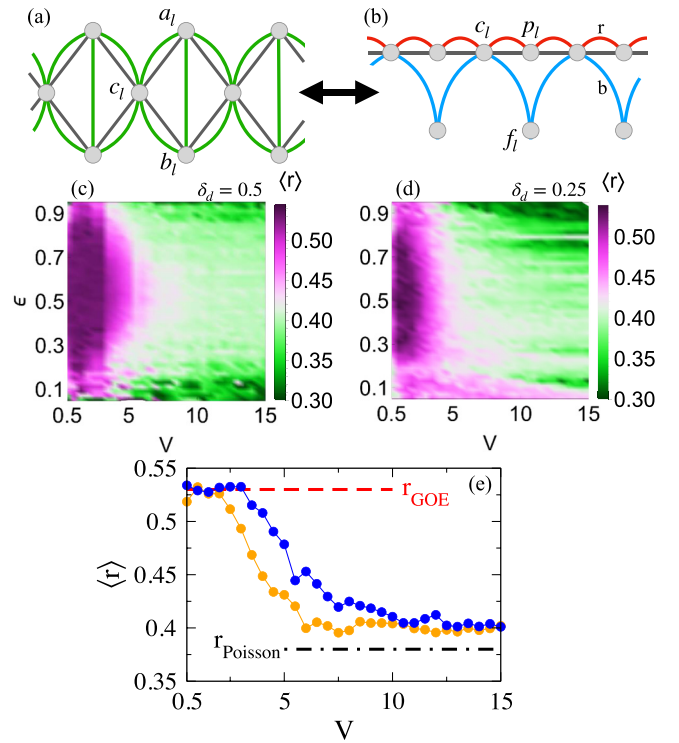 (a) a_l
c_l
b_l
(b) c_l p_l r
b
f_l
(c) δ_d = 0.5 ⟨r⟩
0.9
0.7
0.5
0.3
0.1
ϵ
0.5 5 10 15
V
0.50
0.45
0.40
0.35
0.30
(d) δ_d = 0.25 ⟨r⟩
0.9
0.7
0.5
0.3
0.1
0.5 5 10 15
V
0.50
0.45
0.40
0.35
0.30
(e)
0.55
0.5
0.45
0.4
0.35
⟨r⟩
r_GOE
r_Poisson
0.5 5 10 15
V